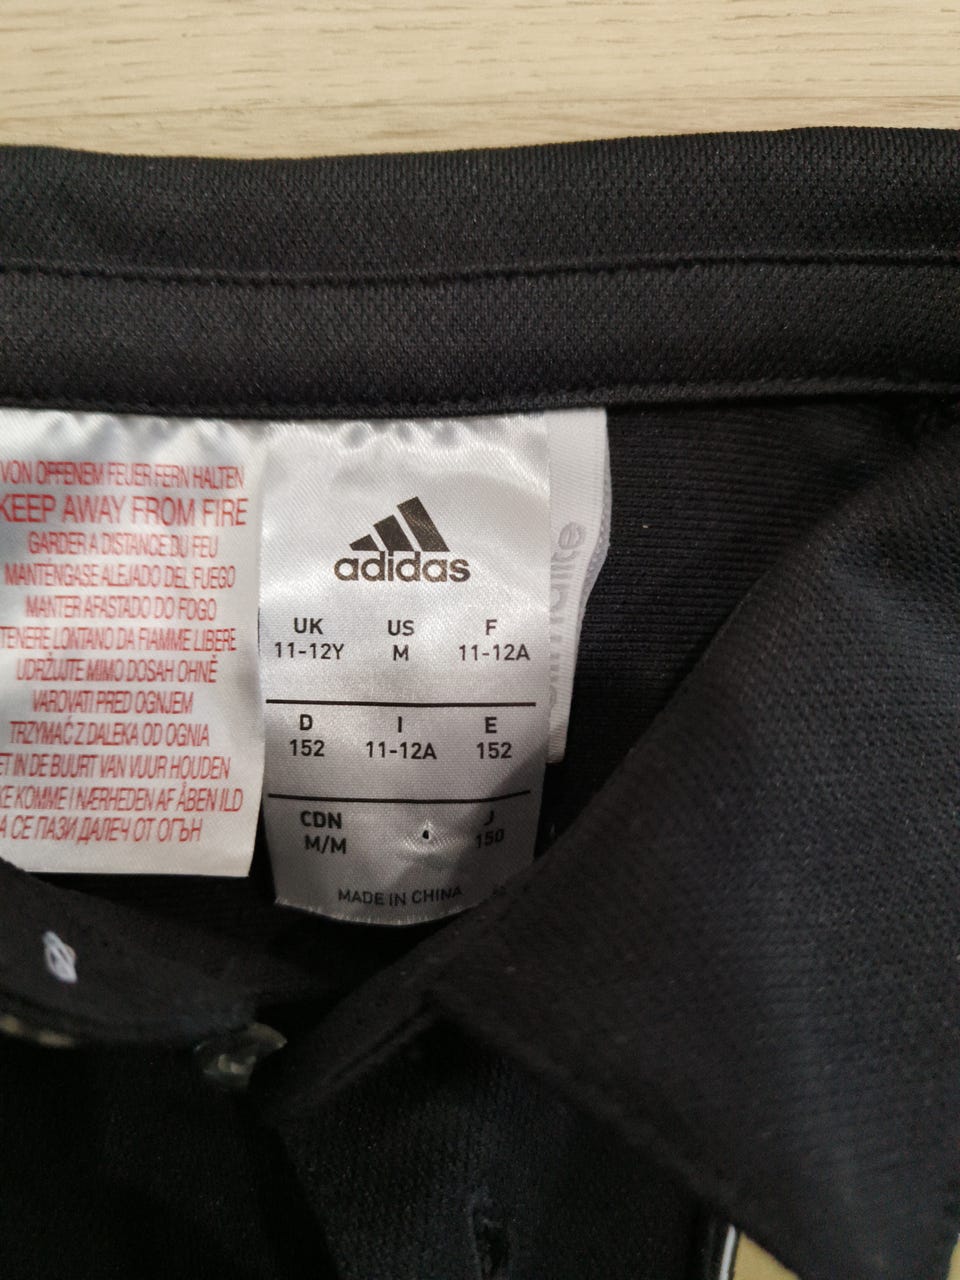 VON OFFENEM FEUER FERN HALTEN
KEEP AWAY FROM FIRE
GARDER A DISTANCE DU FEU
MANTÉNGASE ALEJADO DEL FUEGO
MANTER AFASTADO DO FOGO
TENERE LONTANO DA FIAMME LIBERE
UDRŽUJTE MIMO DOSAH OHNĚ
VAROVATI PRED OGNJEM
TRZYMAĆ Z DALEKA OD OGNIA
ET IN DE BUURT VAN VUUR HOUDEN
KE KOMME I NÆRHEDEN AF ÅBEN ILD
А СЕ ПАЗИ ДАЛЕЧ ОТ ОГЪН
adidas
UK US F
11-12Y M 11-12A
D I E
152 11-12A 152
CDN J
M/M 150
MADE IN CHINA
climalite